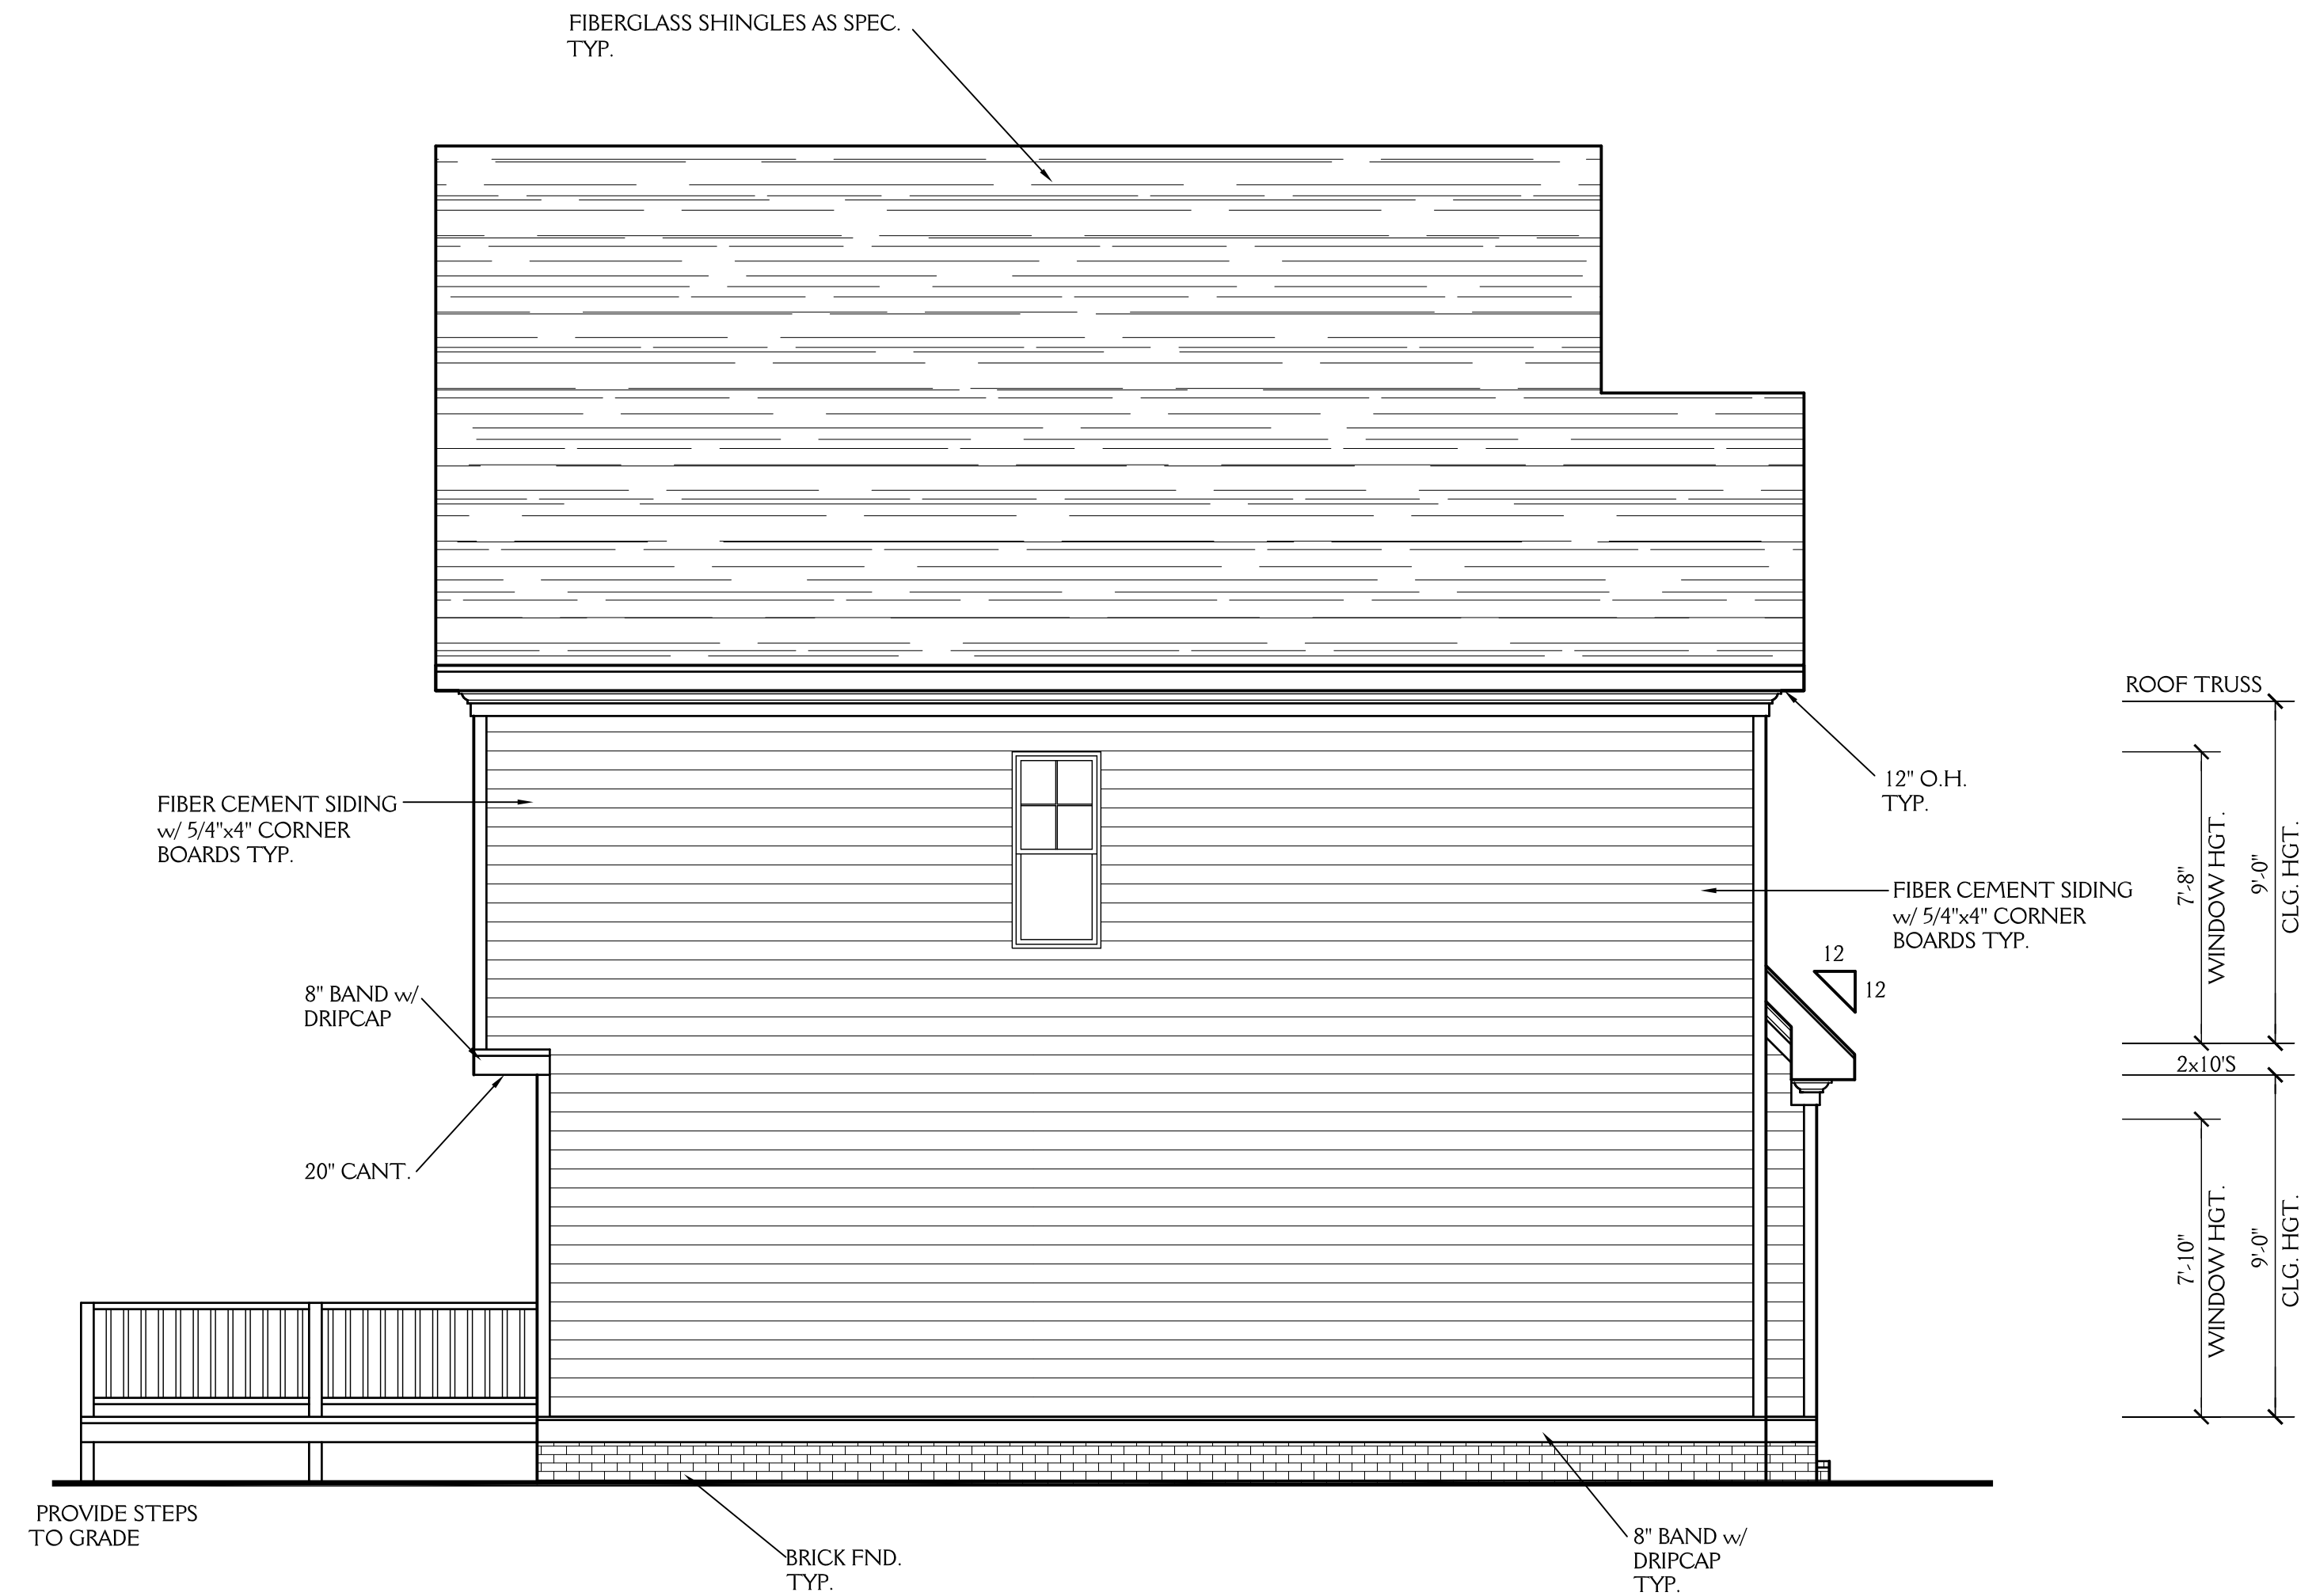 FIBERGLASS SHINGLES AS SPEC.
TYP.
ROOF TRUSS
12" O.H.
TYP.
FIBER CEMENT SIDING
w/ 5/4"x4" CORNER
BOARDS TYP.
FIBER CEMENT SIDING
w/ 5/4"x4" CORNER
BOARDS TYP.
7'-8"
WINDOW HGT.
9'-0"
CLG. HGT.
12
12
8" BAND w/
DRIPCAP
2x10'S
20" CANT.
7'-10"
WINDOW HGT.
9'-0"
CLG. HGT.
PROVIDE STEPS
TO GRADE
BRICK FND.
TYP.
8" BAND w/
DRIPCAP
TYP.